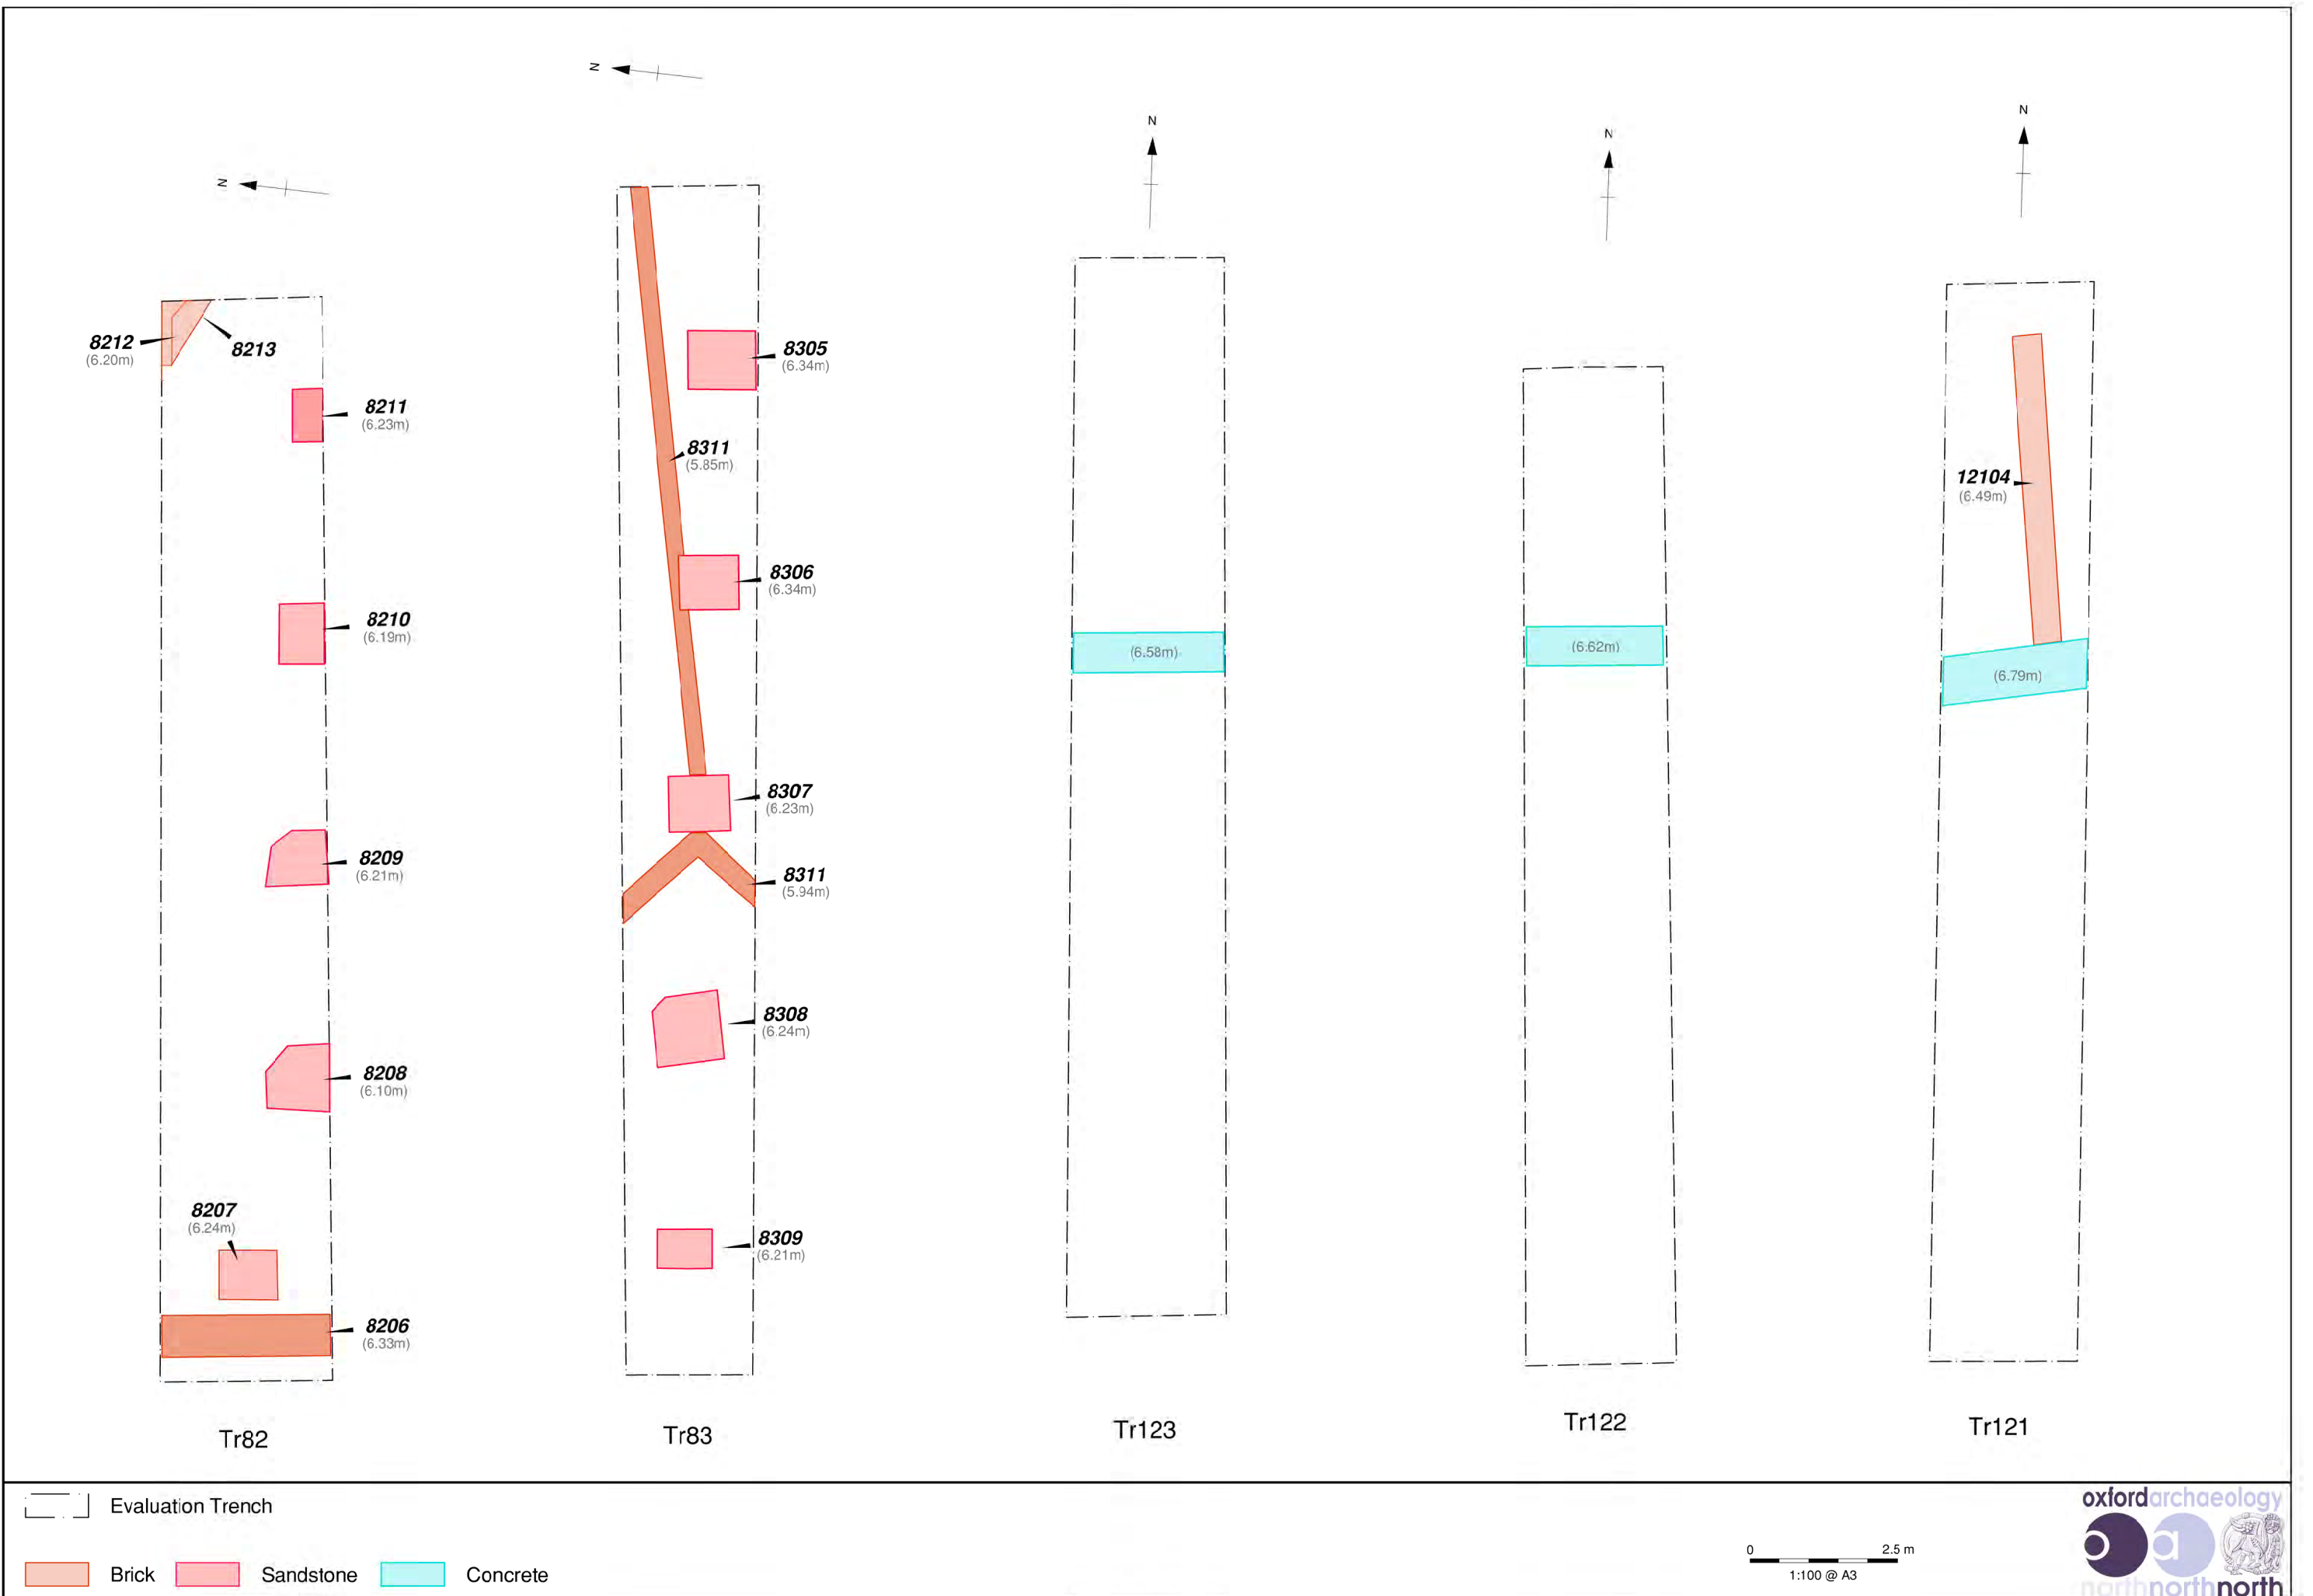 N
N
N
N
N
8212
(6.20m)
8213
8211
(6.23m)
8210
(6.19m)
8209
(6.21m)
8208
(6.10m)
8207
(6.24m)
8206
(6.33m)
Tr82
8305
(6.34m)
8311
(5.85m)
8306
(6.34m)
8307
(6.23m)
8311
(5.94m)
8308
(6.24m)
8309
(6.21m)
Tr83
(6.58m)
Tr123
(6.62m)
Tr122
12104
(6.49m)
(6.79m)
Tr121
Evaluation Trench
Brick
Sandstone
Concrete
0 2.5 m
1:100 @ A3
oxfordarchaeology
oa
northnorthnorth